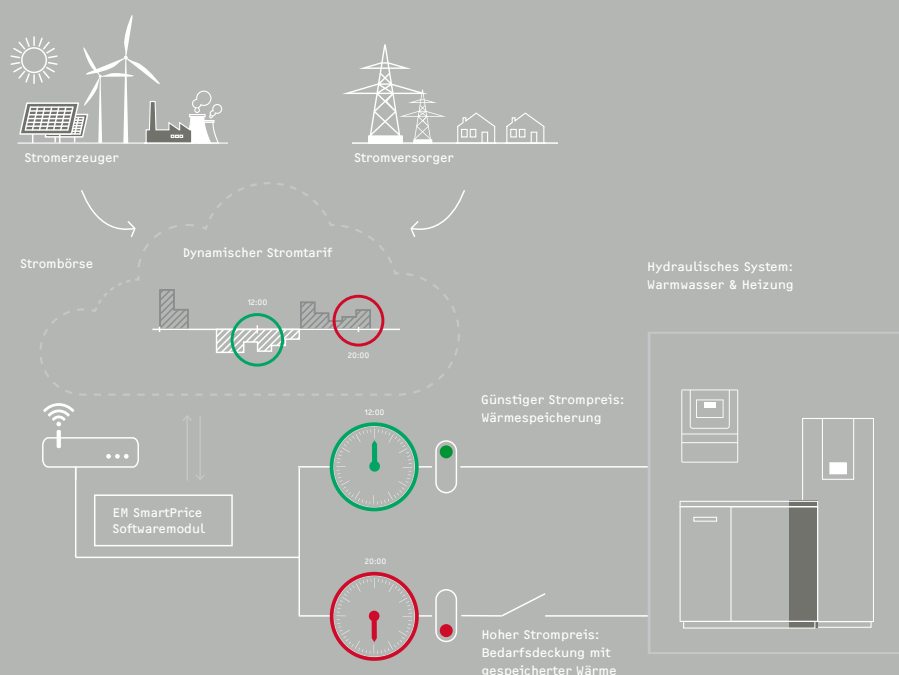 Stromerzeuger
Stromversorger
Strombörse
Dynamischer Stromtarif
12:00
20:00
Hydraulisches System:
Warmwasser & Heizung
Günstiger Strompreis:
Wärmespeicherung
12:00
EM SmartPrice
Softwaremodul
20:00
Hoher Strompreis:
Bedarfsdeckung mit
gespeicherter Wärme